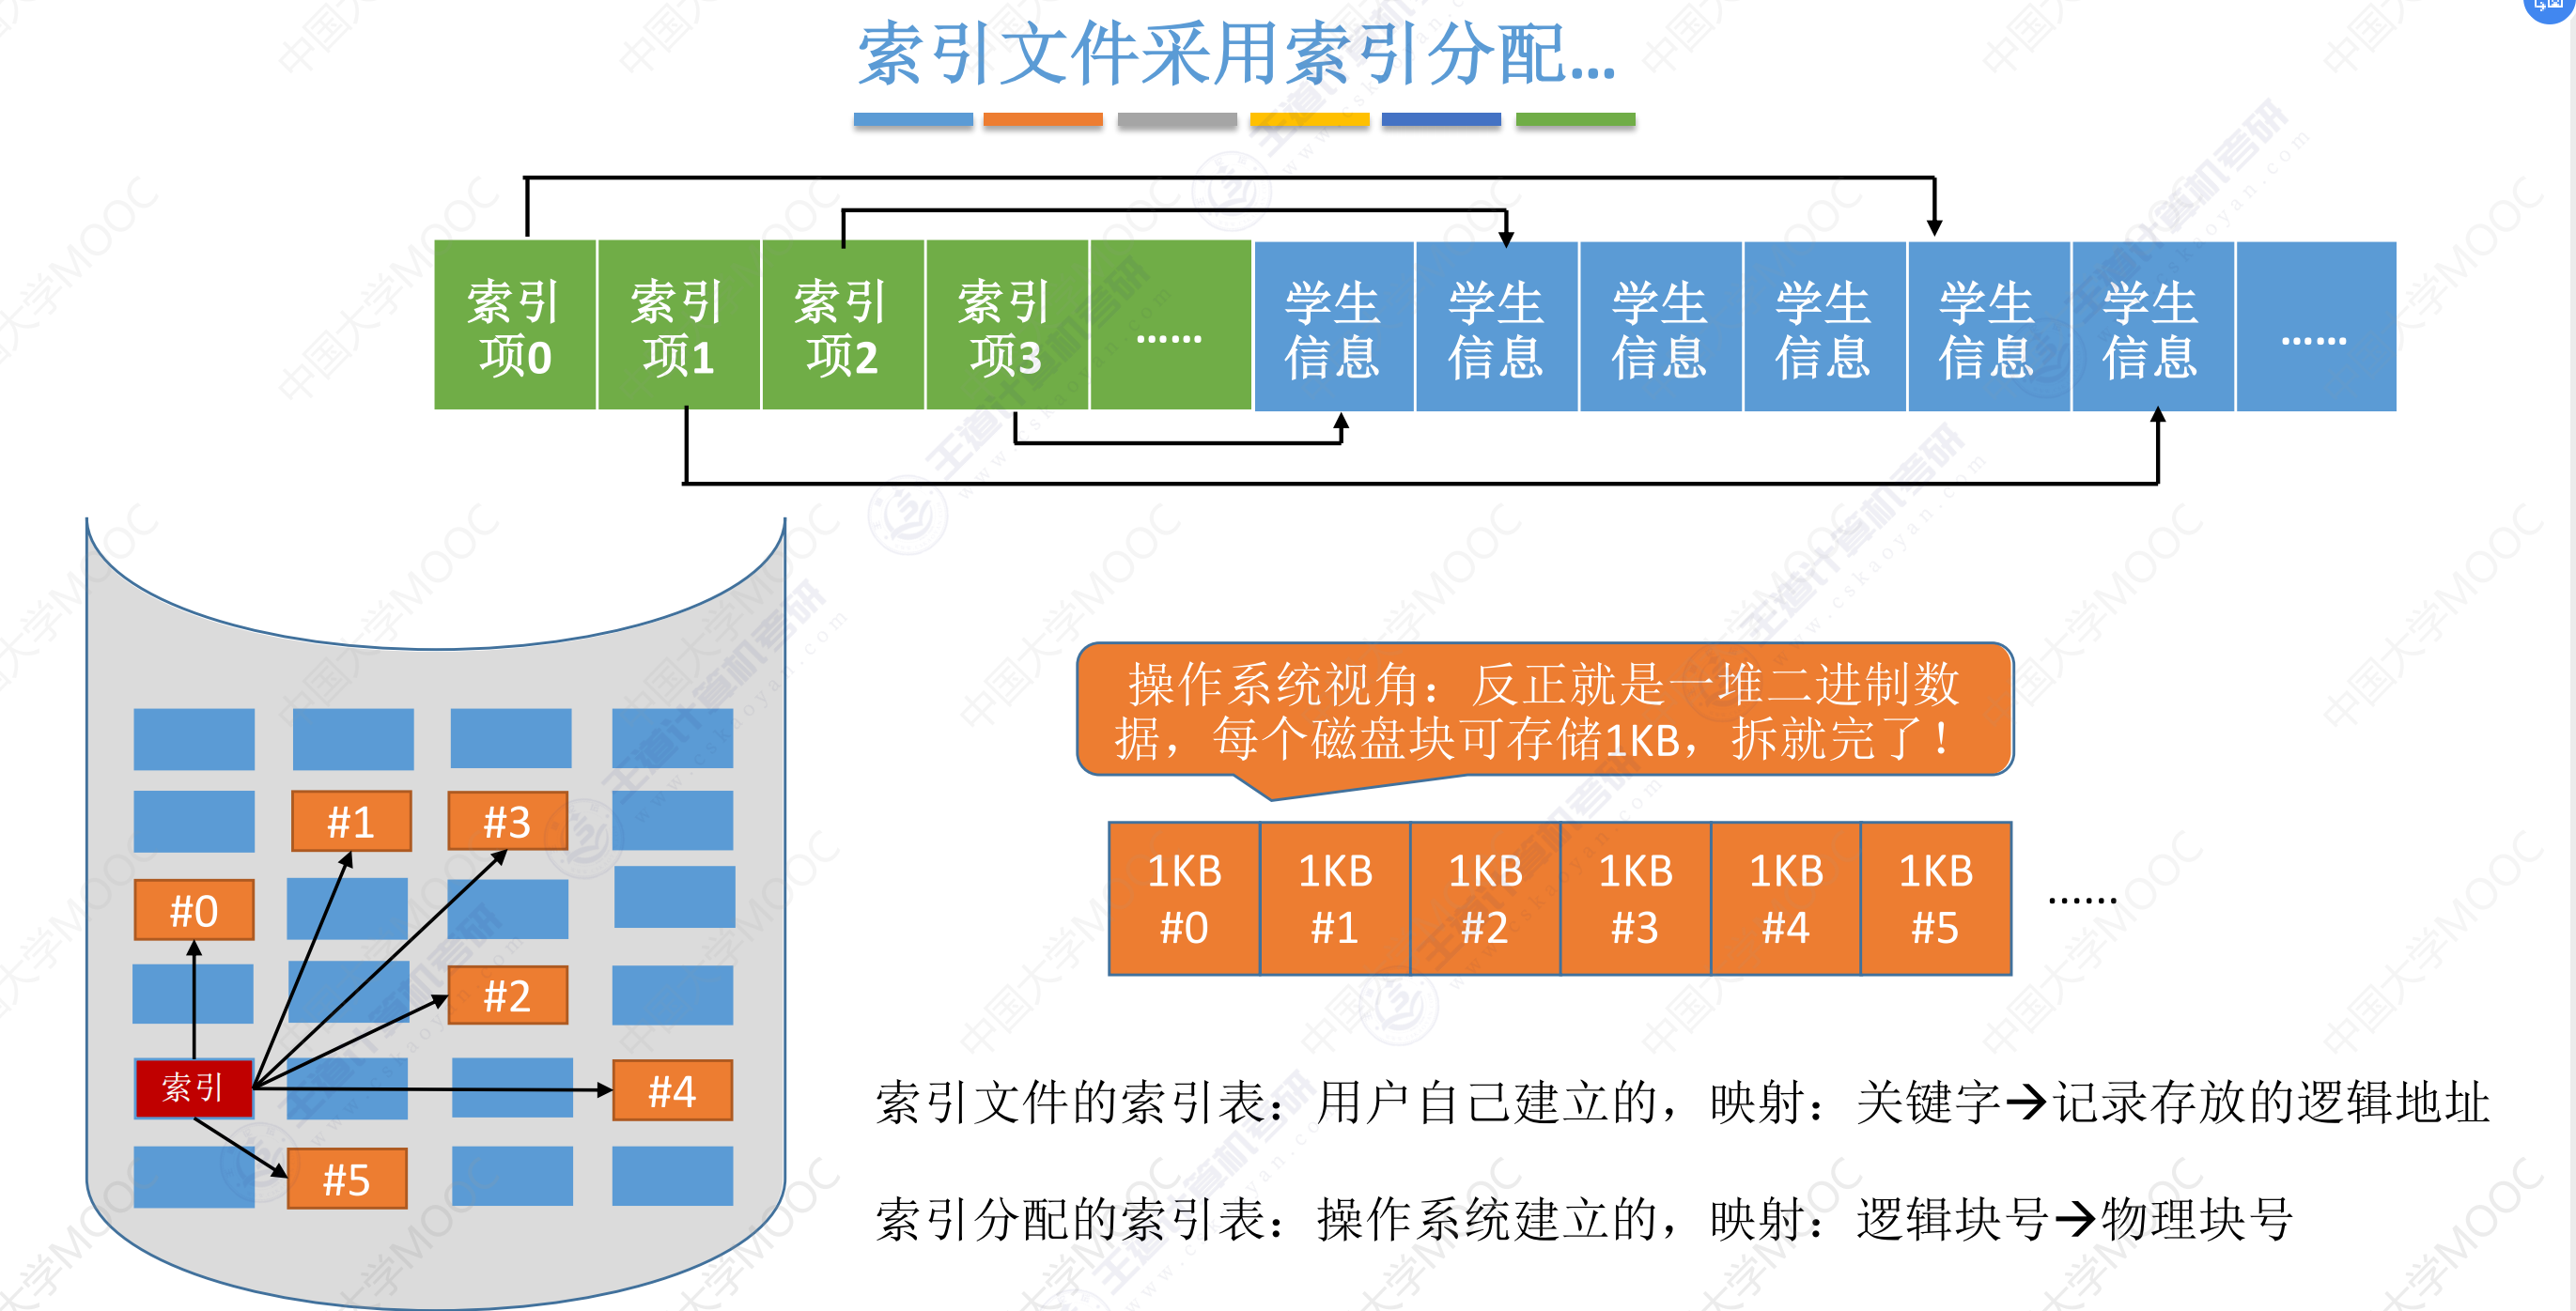 索引文件采用索引分配...
索引
项0
索引
项1
索引
项2
索引
项3
......
学生
信息
学生
信息
学生
信息
学生
信息
学生
信息
学生
信息
......
操作系统视角：反正就是一堆二进制数
据，每个磁盘块可存储1KB，拆就完了！
#1
#3
#0
#2
索引
#4
#5
1KB
#0
1KB
#1
1KB
#2
1KB
#3
1KB
#4
1KB
#5
......
索引文件的索引表：用户自己建立的，映射：关键字→记录存放的逻辑地址
索引分配的索引表：操作系统建立的，映射：逻辑块号→物理块号
中国大学MOOC
王道计算机考研
www.cskaoyan.com